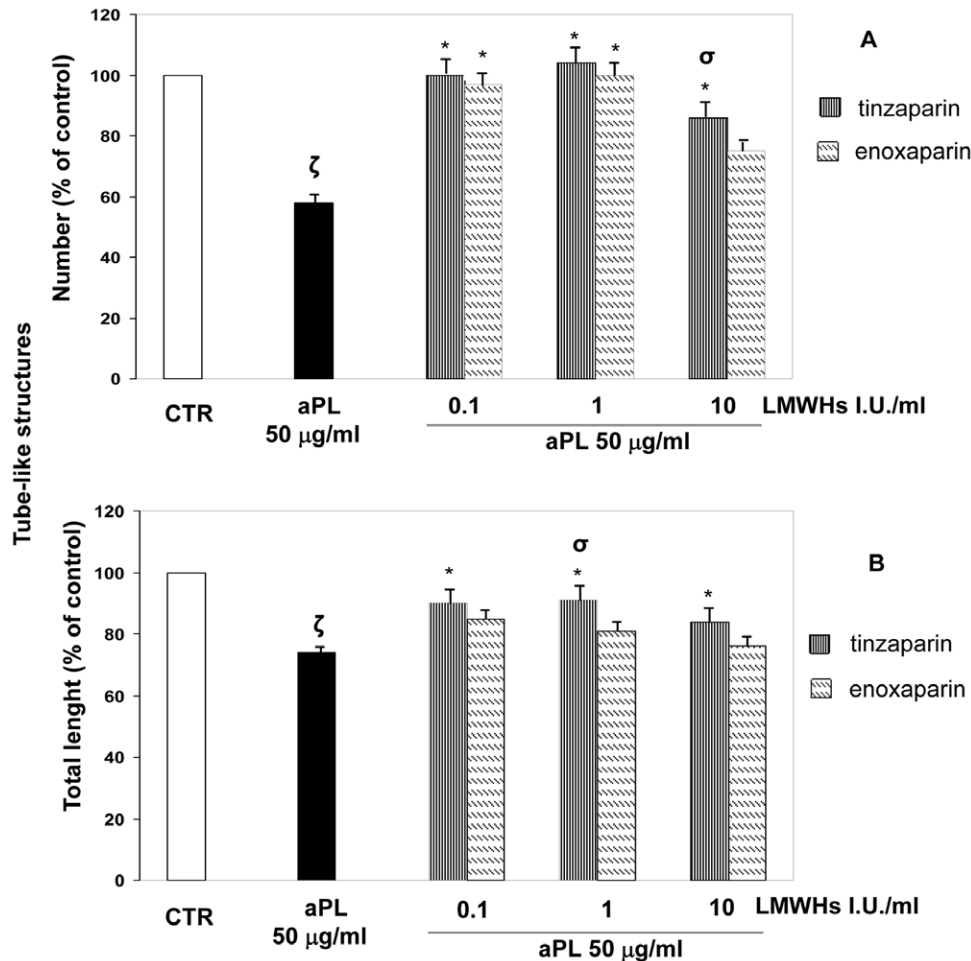 Tube-like structures
Number (% of control)
120
100
80
60
40
20
0
ζ
* * * * σ *
A
tinzaparin
enoxaparin
CTR aPL 0.1 1 10 LMWHs I.U./ml
50 μg/ml aPL 50 μg/ml
Total lenght (% of control)
120
100
80
60
40
20
0
ζ
* σ * *
B
tinzaparin
enoxaparin
CTR aPL 0.1 1 10 LMWHs I.U./ml
50 μg/ml aPL 50 μg/ml